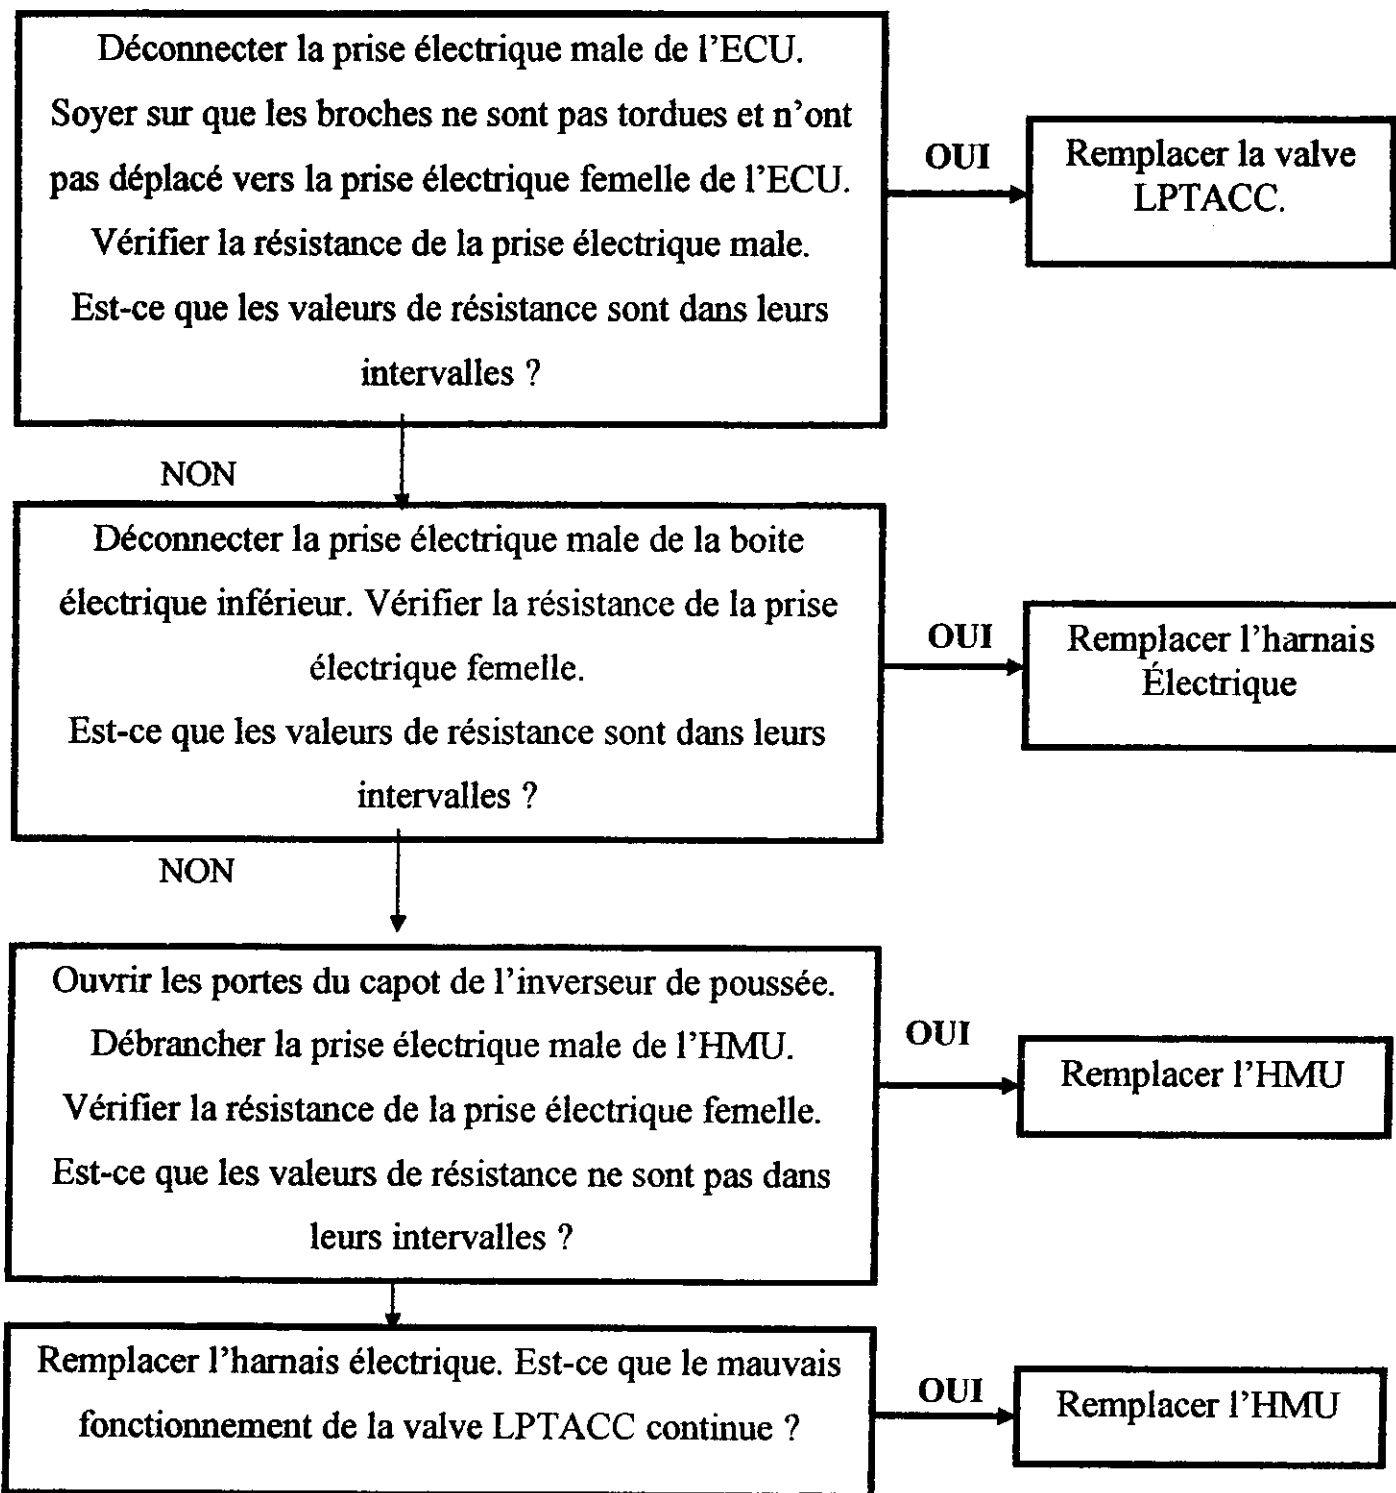 Déconnecter la prise électrique male de l'ECU.
Soyer sur que les broches ne sont pas tordues et n'ont
pas déplacé vers la prise électrique femelle de l'ECU.
Vérifier la résistance de la prise électrique male.
Est-ce que les valeurs de résistance sont dans leurs
intervalles ?
OUI
Remplacer la valve
LPTACC.
NON
Déconnecter la prise électrique male de la boite
électrique inférieur. Vérifier la résistance de la prise
électrique femelle.
Est-ce que les valeurs de résistance sont dans leurs
intervalles ?
OUI
Remplacer l'harnais
Électrique
NON
Ouvrir les portes du capot de l'inverseur de poussée.
Débrancher la prise électrique male de l'HMU.
Vérifier la résistance de la prise électrique femelle.
Est-ce que les valeurs de résistance ne sont pas dans
leurs intervalles ?
OUI
Remplacer l'HMU
Remplacer l'harnais électrique. Est-ce que le mauvais
fonctionnement de la valve LPTACC continue ?
OUI
Remplacer l'HMU